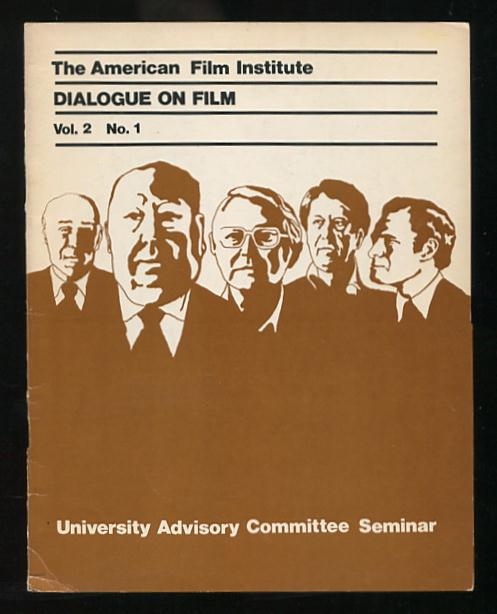 The American Film Institute
DIALOGUE ON FILM
Vol. 2 No. 1
University Advisory Committee Seminar